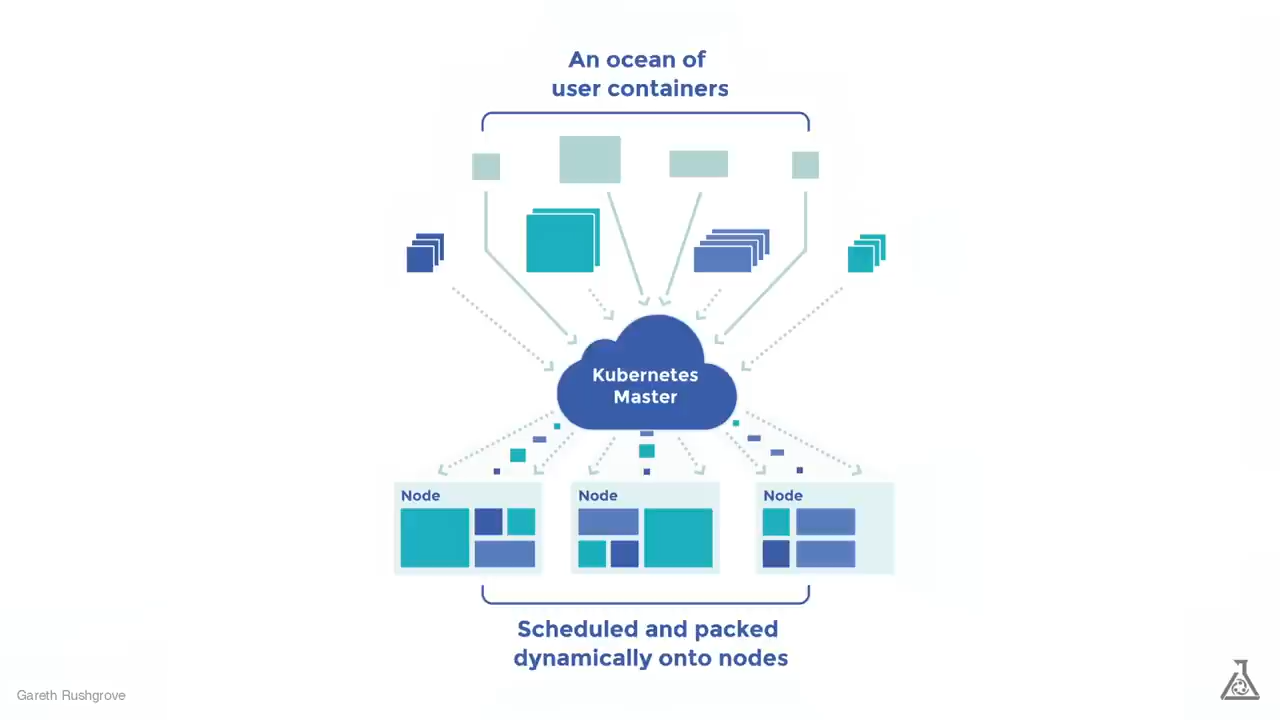 An ocean of
user containers
Kubernetes
Master
Node
Node
Node
Scheduled and packed
dynamically onto nodes
Gareth Rushgrove